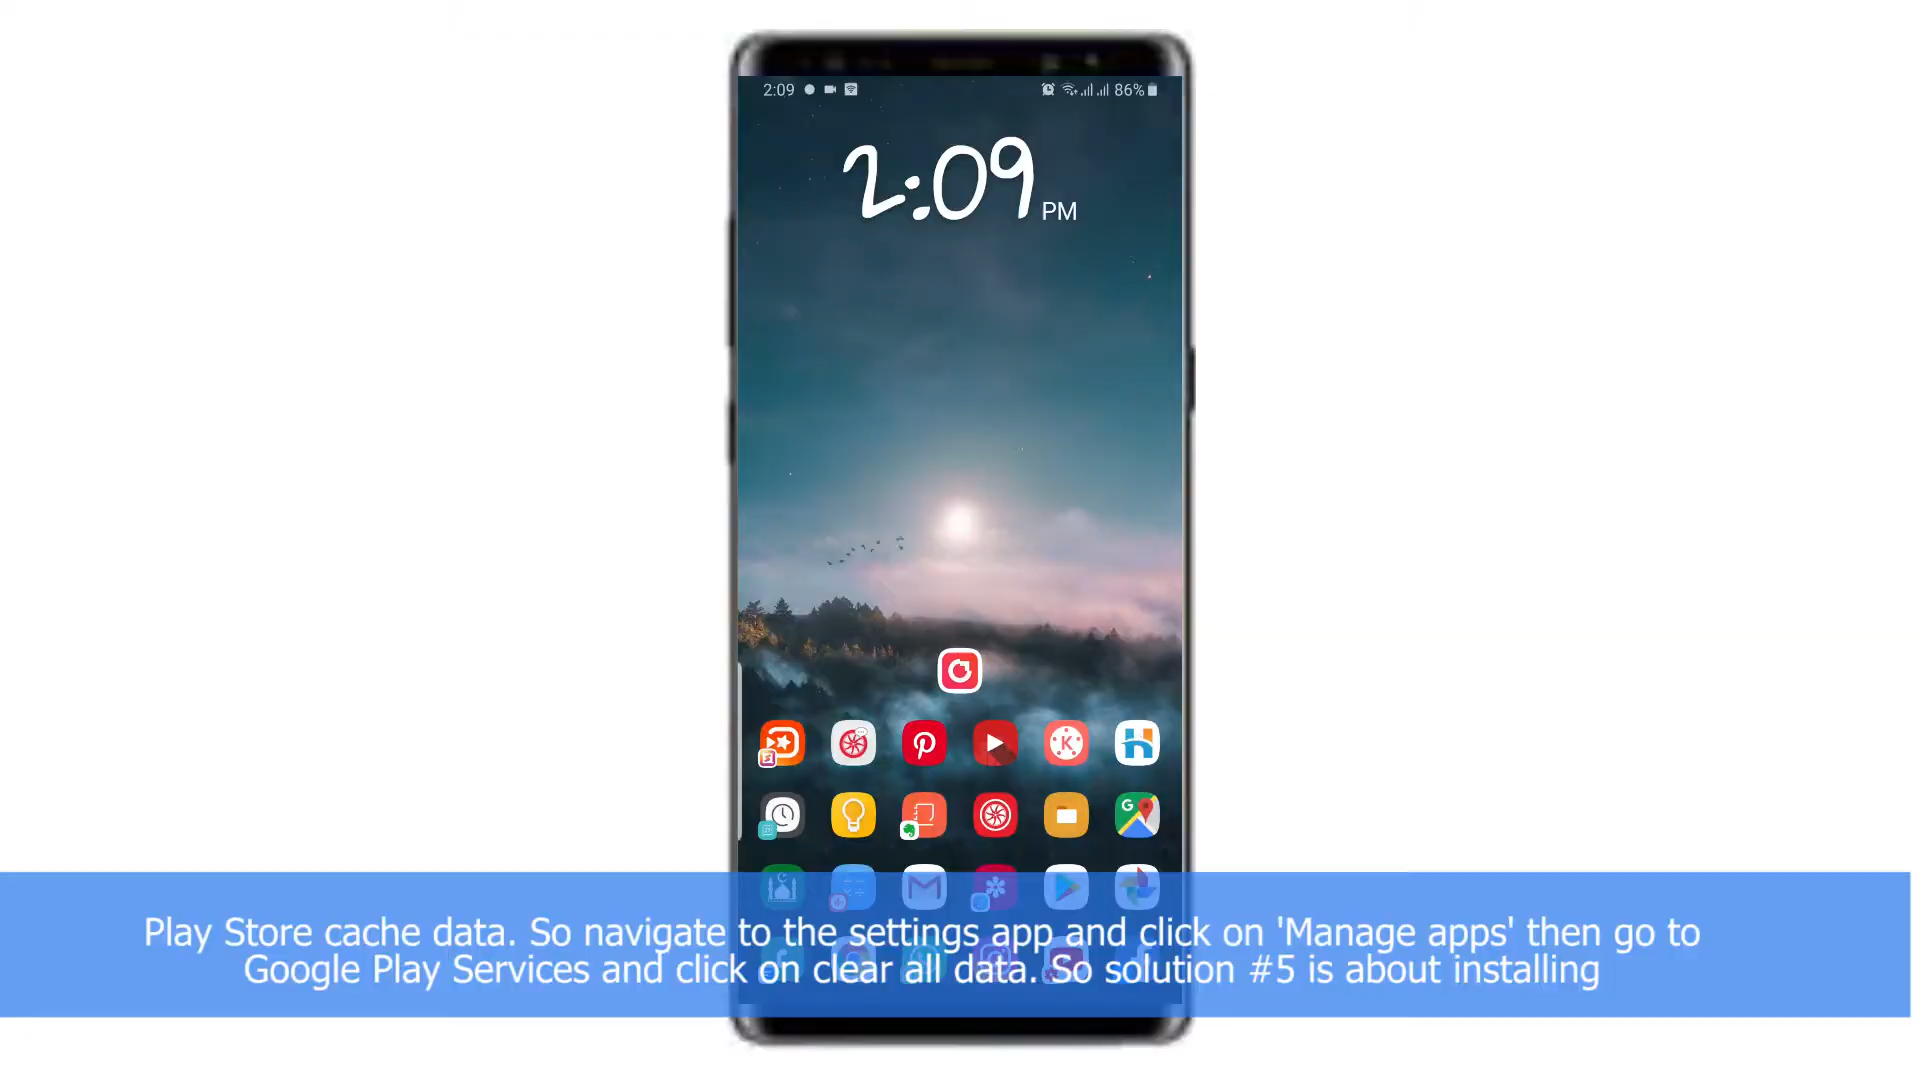 2:09
86%
2:09 PM
Play Store cache data. So navigate to the settings app and click on 'Manage apps' then go to
Google Play Services and click on clear all data. So solution #5 is about installing